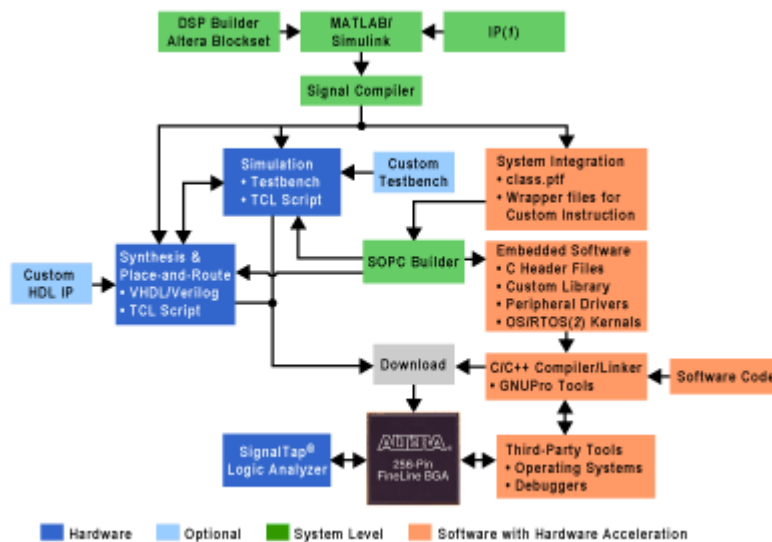 DSP Builder
Altera Blockset
MATLAB/
Simulink
IP(1)
Signal Compiler
Simulation
• Testbench
• TCL Script
Custom
Testbench
System Integration
• class.ptf
• Wrapper files for
Custom Instruction
Custom
HDL IP
Synthesis &
Place-and-Route
• VHDL/Verilog
• TCL Script
SOPC Builder
Embedded Software
• C Header Files
• Custom Library
• Peripheral Drivers
• OS/RTOS(2) Kernals
Download
C/C++ Compiler/Linker
• GNUPro Tools
Software Code
SignalTap®
Logic Analyzer
ALTERA®
256-Pin
FineLine BGA
Third-Party Tools
• Operating Systems
• Debuggers
Hardware
Optional
System Level
Software with Hardware Acceleration